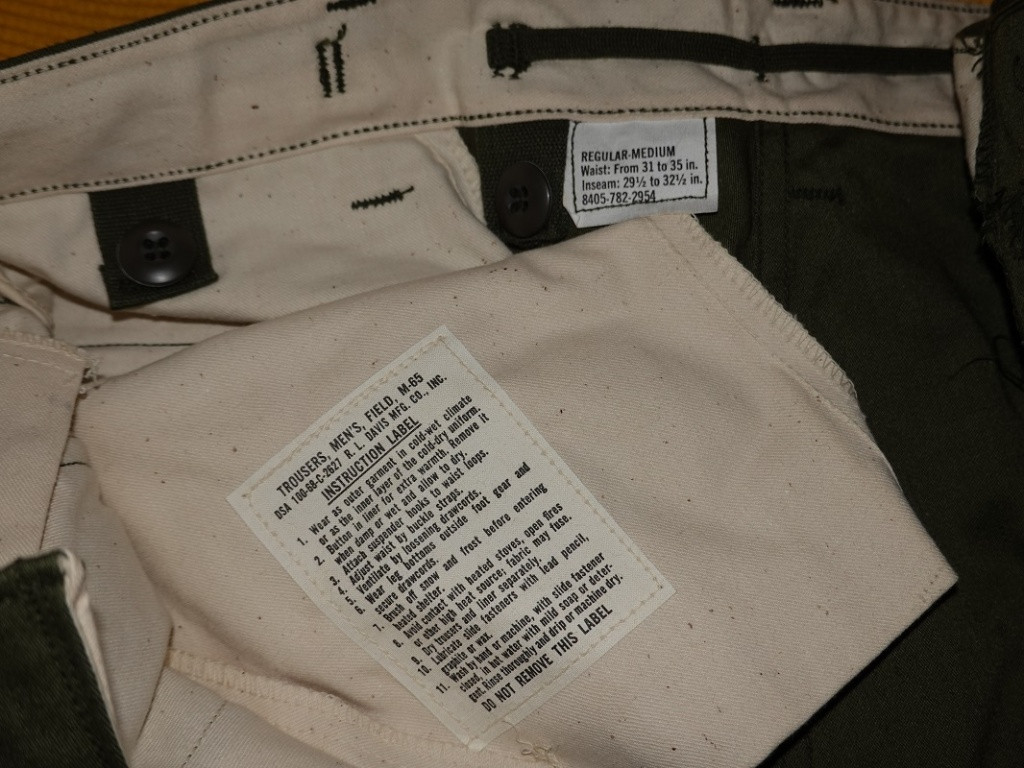 REGULAR-MEDIUM
Waist: From 31 to 35 in.
Inseam: 29½ to 32½ in.
8405-782-2954
TROUSERS, MEN'S, FIELD, M-65
DSA 100-68-C-2627 R. L. DAVIS MFG. CO., INC.
INSTRUCTION LABEL
1. Wear as outer garment in cold-wet climate
or as the inner layer of the cold-dry uniform.
2. Button in liner for extra warmth. Remove it
when damp or wet and allow to dry.
3. Attach suspender hooks to waist loops.
4. Adjust waist by buckle straps.
5. Ventilate by loosening drawcords.
6. Wear leg bottoms outside foot gear and
secure drawcords.
7. Brush off snow and frost before entering
heated shelter.
8. Avoid contact with heated stoves, open fires
or other high heat source; fabric may fuse.
9. Dry trousers and liner separately.
10. Lubricate slide fasteners with lead pencil,
graphite or wax.
11. Wash by hand or machine, with slide fastener
closed, in hot water with mild soap or deter-
gent. Rinse thoroughly and drip or machine dry.
DO NOT REMOVE THIS LABEL